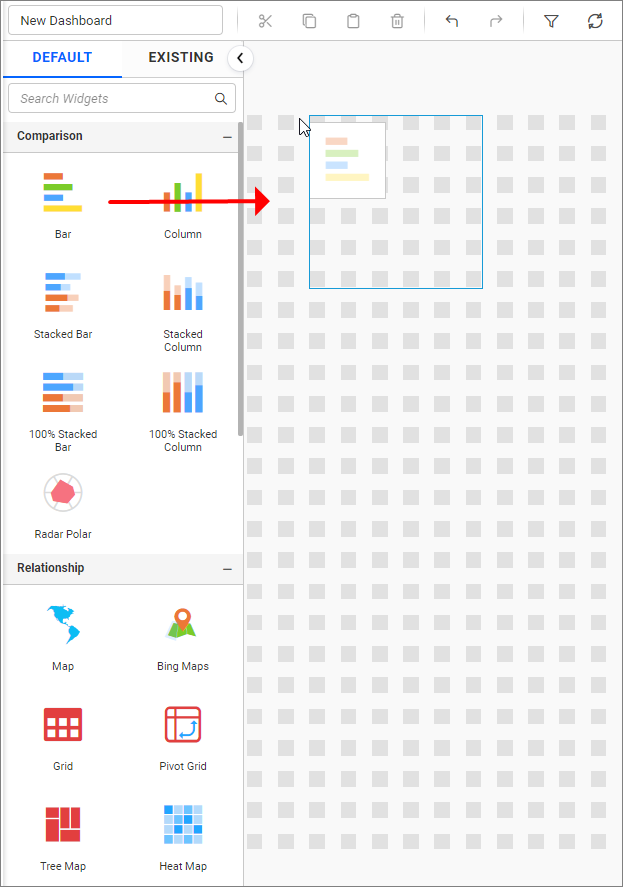 New Dashboard
DEFAULT
EXISTING
Search Widgets
Comparison
Bar
Column
Stacked Bar
Stacked
Column
100% Stacked
Bar
100% Stacked
Column
Radar Polar
Relationship
Map
Bing Maps
Grid
Pivot Grid
Tree Map
Heat Map